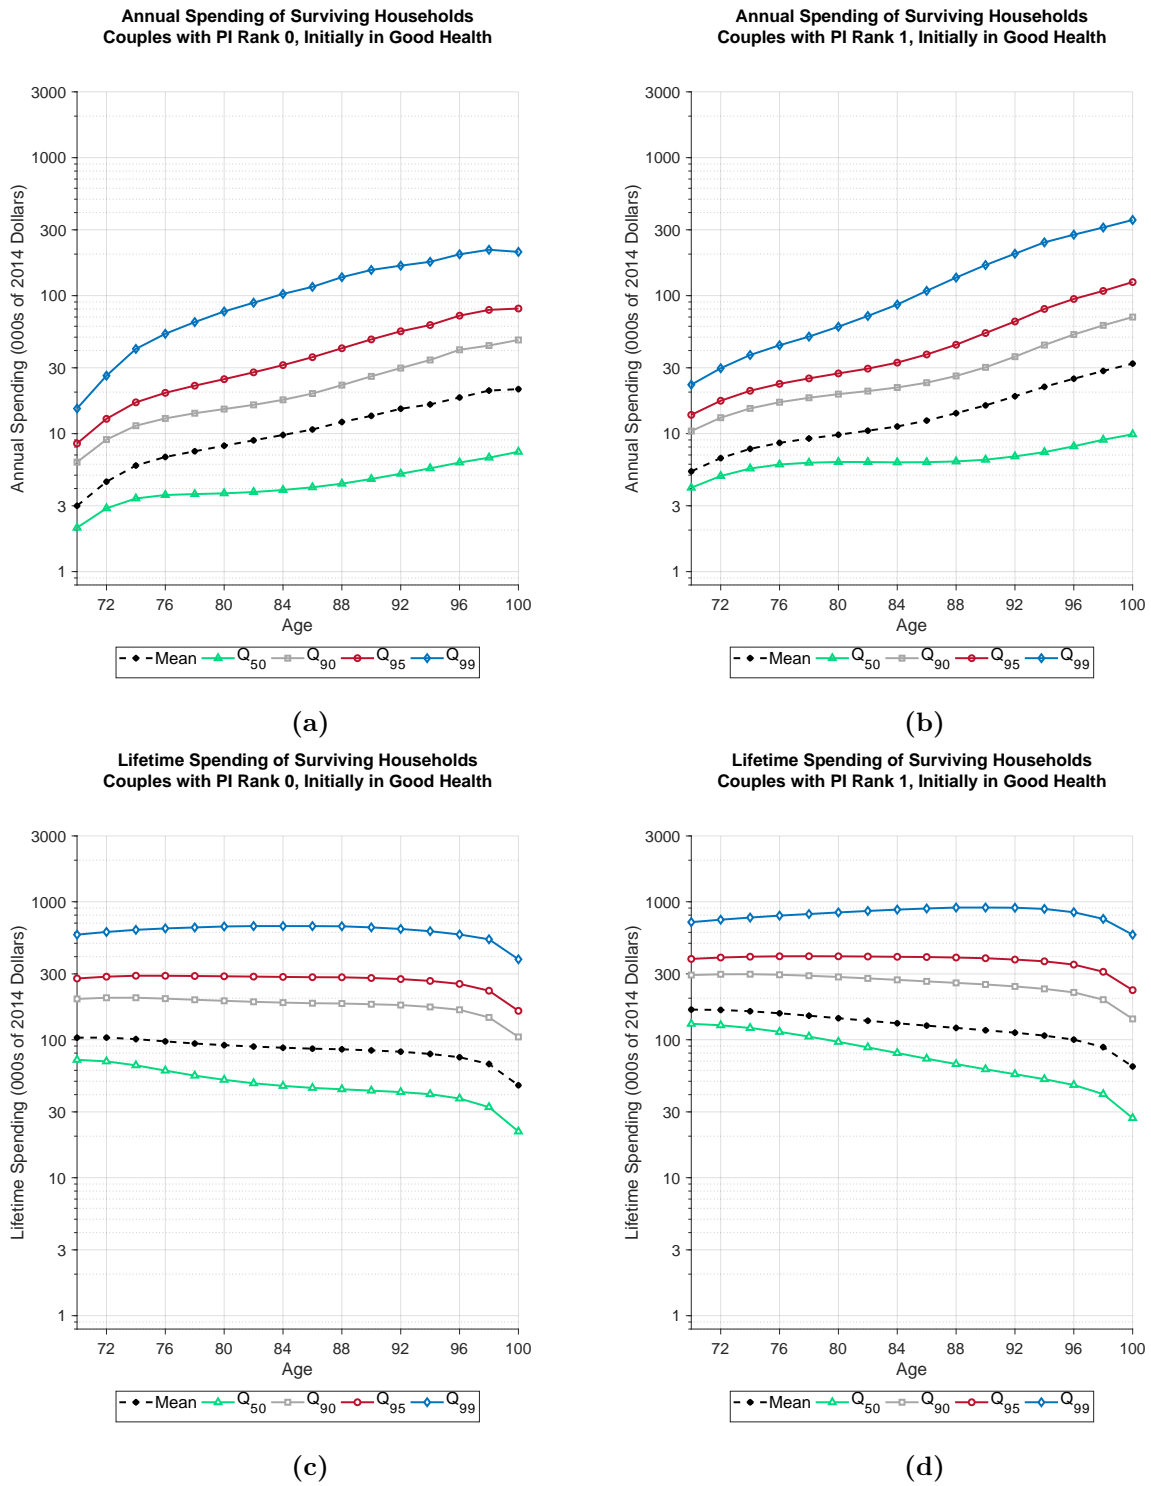 Annual Spending of Surviving Households
Couples with PI Rank 0, Initially in Good Health
3000
1000
300
100
30
10
3
1
Annual Spending (000s of 2014 Dollars)
72 76 80 84 88 92 96 100
Age
Mean Q50 Q90 Q95 Q99
(a)
Annual Spending of Surviving Households
Couples with PI Rank 1, Initially in Good Health
3000
1000
300
100
30
10
3
1
Annual Spending (000s of 2014 Dollars)
72 76 80 84 88 92 96 100
Age
Mean Q50 Q90 Q95 Q99
(b)
Lifetime Spending of Surviving Households
Couples with PI Rank 0, Initially in Good Health
3000
1000
300
100
30
10
3
1
Lifetime Spending (000s of 2014 Dollars)
72 76 80 84 88 92 96 100
Age
Mean Q50 Q90 Q95 Q99
(c)
Lifetime Spending of Surviving Households
Couples with PI Rank 1, Initially in Good Health
3000
1000
300
100
30
10
3
1
Lifetime Spending (000s of 2014 Dollars)
72 76 80 84 88 92 96 100
Age
Mean Q50 Q90 Q95 Q99
(d)